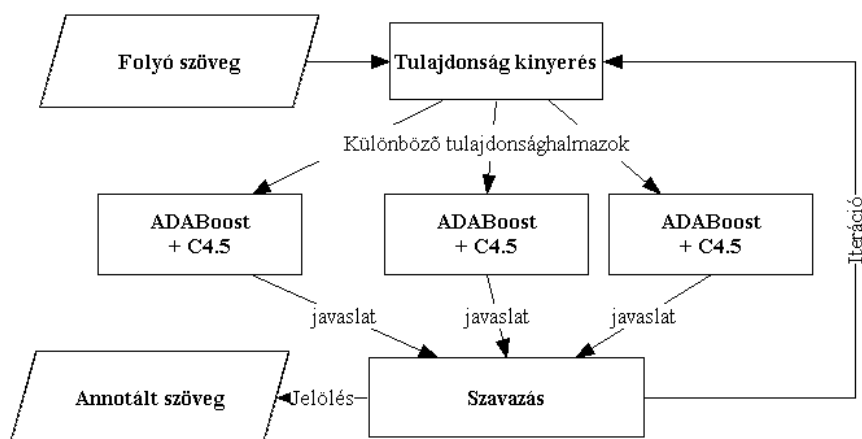 Folyó szöveg
Tulajdonság kinyerés
Különböző tulajdonsághalmazok
ADABoost
+ C4.5
ADABoost
+ C4.5
ADABoost
+ C4.5
Iteráció
javaslat
javaslat
javaslat
Annotált szöveg
Jelölés
Szavazás